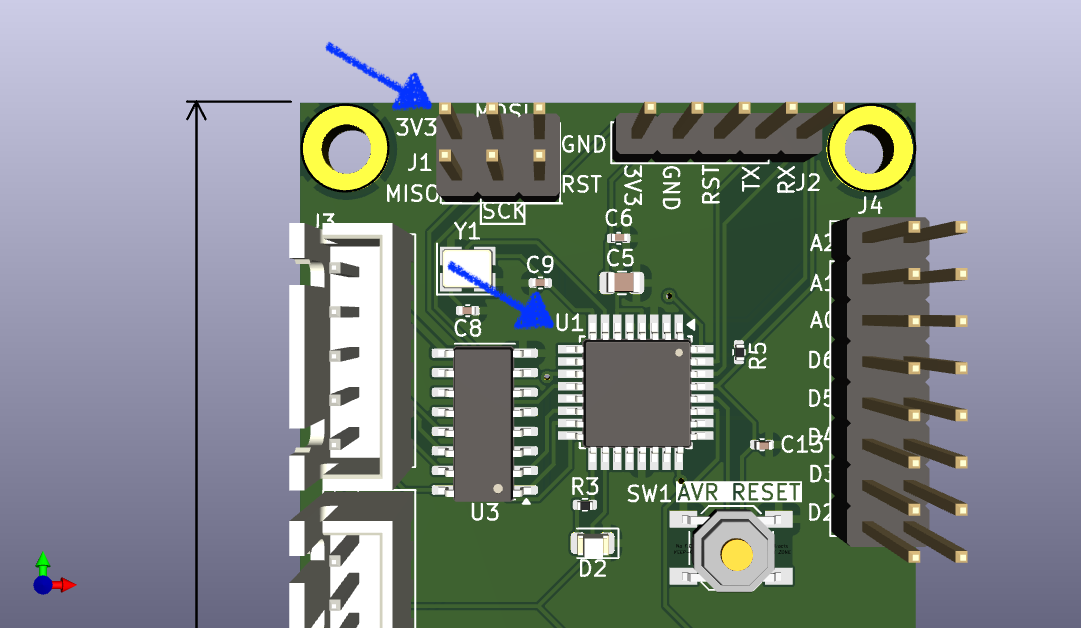 MOSI
3V3
GND
J1
MISO
RST
SCK
3V3
GND
RST
TX
RX
J2
J4
J3
Y1
C6
C9
C5
C8
U1
R5
A2
A1
A0
D6
D5
D4
D3
D2
C13
U3
R3
SW1
AVR RESET
D2